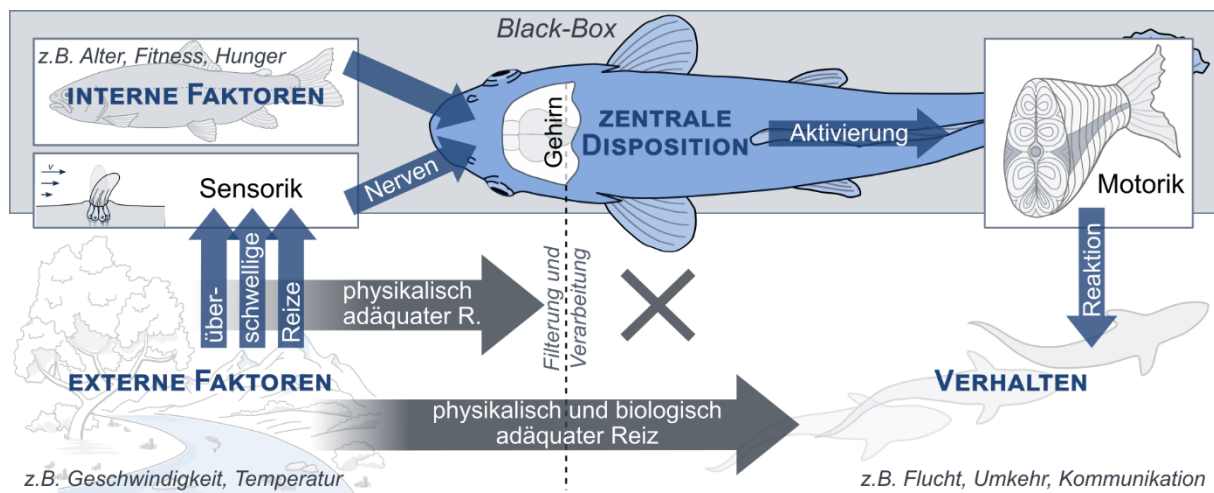 Black-Box
z.B. Alter, Fitness, Hunger
INTERNE FAKTOREN
Gehirn
ZENTRALE
DISPOSITION
Aktivierung
v
Sensorik
Nerven
Motorik
über-
schwellige
Reize
physikalisch
adäquater R.
Filterung und
Verarbeitung
Reaktion
EXTERNE FAKTOREN
VERHALTEN
physikalisch und biologisch
adäquater Reiz
z.B. Geschwindigkeit, Temperatur
z.B. Flucht, Umkehr, Kommunikation